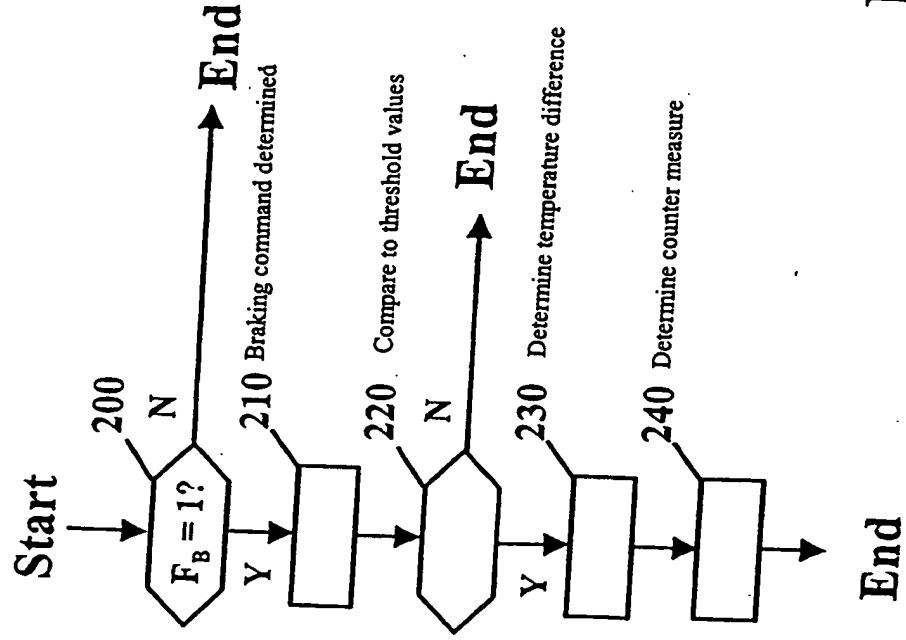 Start
200
F_B = 1?
N
End
Y
210 Braking command determined
220 Compare to threshold values
N
End
Y
230 Determine temperature difference
240 Determine counter measure
End